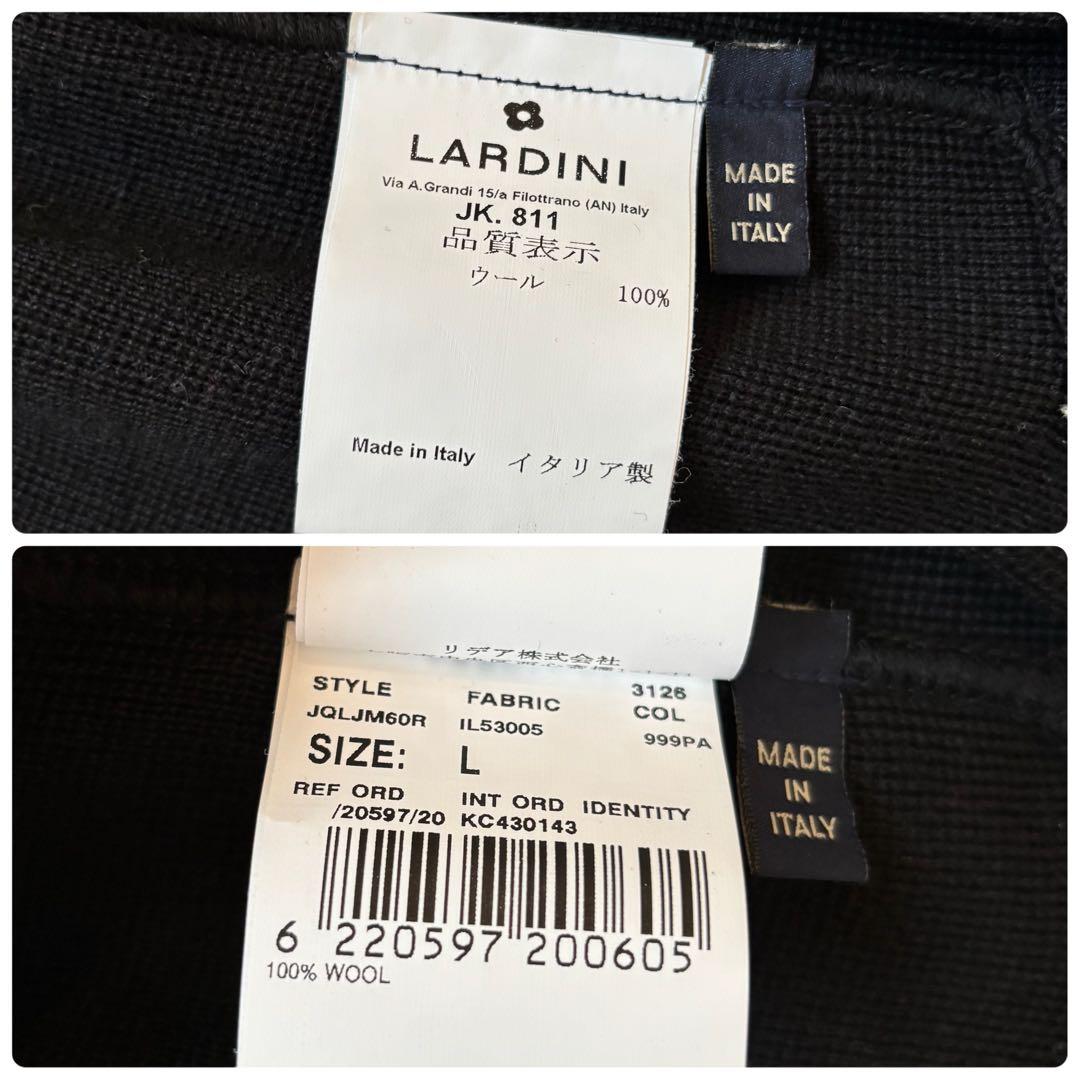 LARDINI
Via A.Grandi 15/a Filottrano (AN) Italy
JK. 811
品質表示
ウール 100%
Made in Italy イタリア製
MADE
IN
ITALY
リデア株式会社
STYLE FABRIC 3126
JQLJM60R IL53005 COL
999PA
SIZE: L
REF ORD INT ORD IDENTITY
/20597/20 KC430143
6 220597 200605
100% WOOL
MADE
IN
ITALY